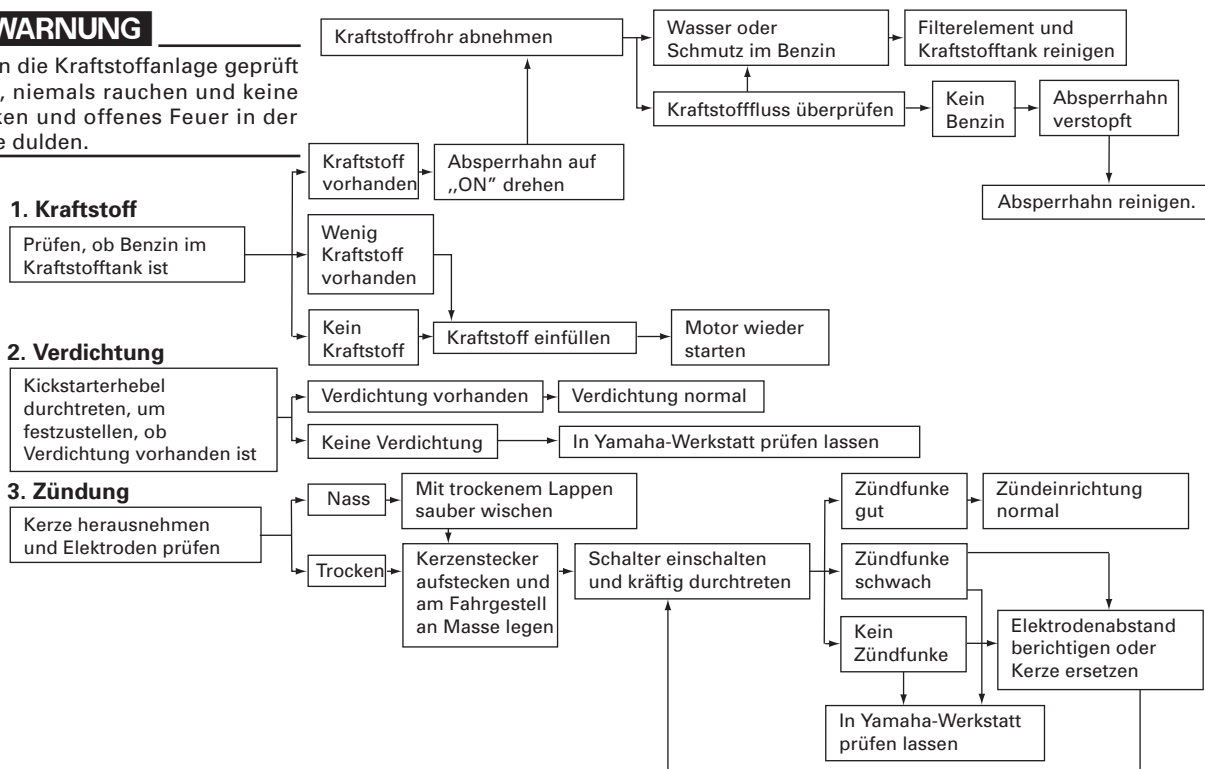 WARNUNG
n die Kraftstoffanlage geprüft
, niemals rauchen und keine
ken und offenes Feuer in der
e dulden.
Kraftstoffrohr abnehmen
Wasser oder
Schmutz im Benzin
Filterelement und
Kraftstofftank reinigen
Kraftstofffluss überprüfen
Kein
Benzin
Absperrhahn
verstopft
Absperrhahn reinigen.
Kraftstoff
vorhanden
Absperrhahn auf
,,ON" drehen
1. Kraftstoff
Prüfen, ob Benzin im
Kraftstofftank ist
Wenig
Kraftstoff
vorhanden
Kein
Kraftstoff
Kraftstoff einfüllen
Motor wieder
starten
2. Verdichtung
Kickstarterhebel
durchtreten, um
festzustellen, ob
Verdichtung vorhanden ist
Verdichtung vorhanden
Verdichtung normal
Keine Verdichtung
In Yamaha-Werkstatt prüfen lassen
3. Zündung
Kerze herausnehmen
und Elektroden prüfen
Nass
Mit trockenem Lappen
sauber wischen
Trocken
Kerzenstecker
aufstecken und
am Fahrgestell
an Masse legen
Schalter einschalten
und kräftig durchtreten
Zündfunke
gut
Zündeinrichtung
normal
Zündfunke
schwach
Kein
Zündfunke
Elektrodenabstand
berichtigen oder
Kerze ersetzen
In Yamaha-Werkstatt
prüfen lassen